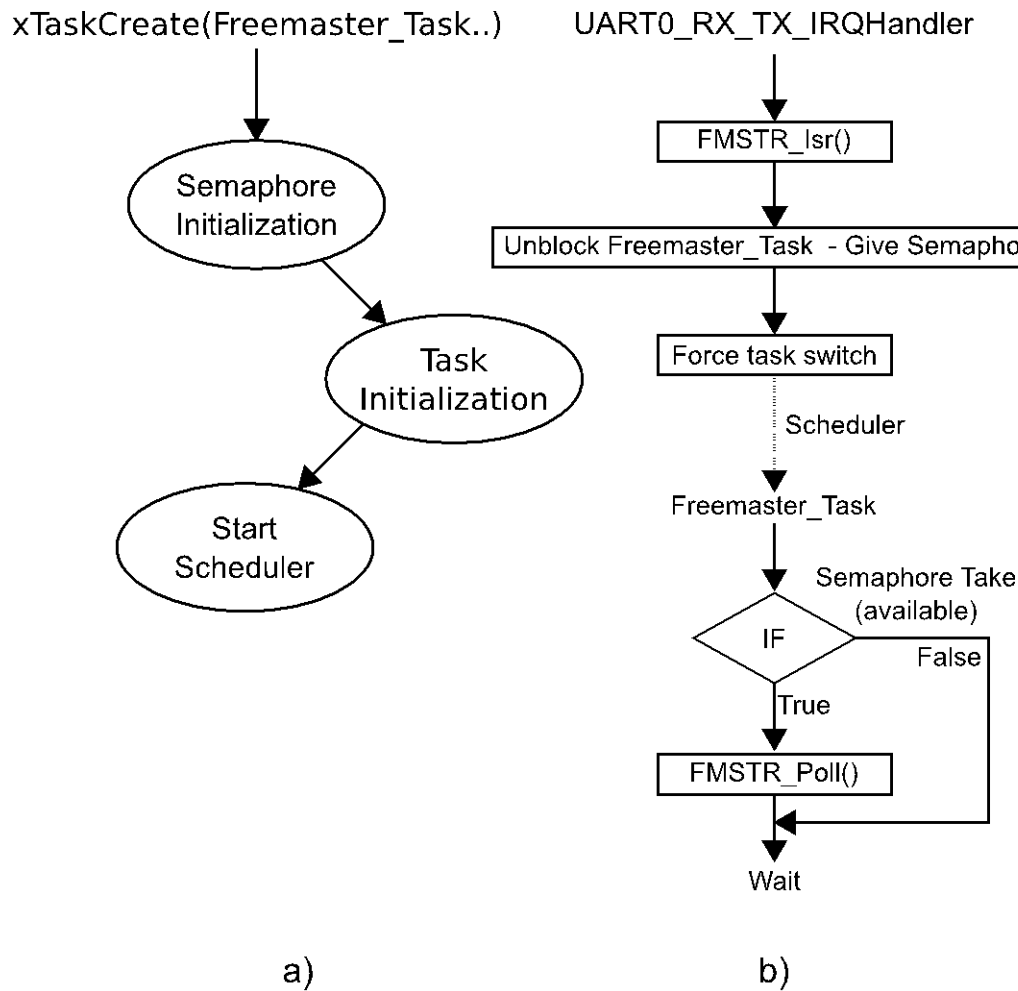 xTaskCreate(Freemaster_Task..)
Semaphore
Initialization
Task
Initialization
Start
Scheduler
a)
UART0_RX_TX_IRQHandler
FMSTR_Isr()
Unblock Freemaster_Task - Give Semapho
Force task switch
Scheduler
Freemaster_Task
Semaphore Take
(available)
IF
False
True
FMSTR_Poll()
Wait
b)